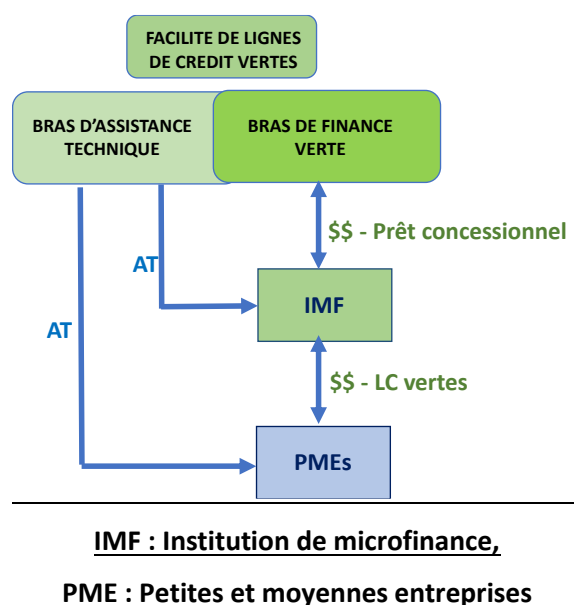 FACILITE DE LIGNES
DE CREDIT VERTES
BRAS D'ASSISTANCE
TECHNIQUE
BRAS DE FINANCE
VERTE
$$ - Prêt concessionnel
AT
IMF
AT
$$ - LC vertes
PMEs
IMF : Institution de microfinance,
PME : Petites et moyennes entreprises